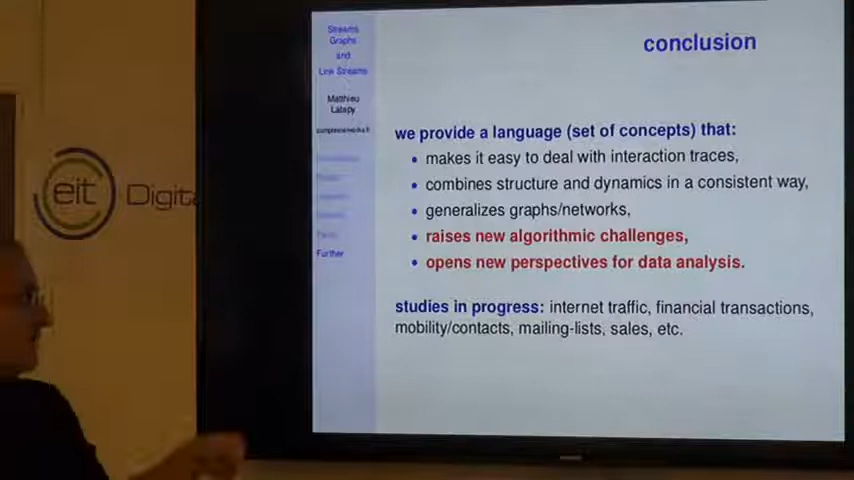 Streams
Graphs
and
Link Streams
Matthieu
Latapy
Further
conclusion
we provide a language (set of concepts) that:
• makes it easy to deal with interaction traces,
• combines structure and dynamics in a consistent way,
• generalizes graphs/networks,
• raises new algorithmic challenges,
• opens new perspectives for data analysis.
studies in progress: internet traffic, financial transactions,
mobility/contacts, mailing-lists, sales, etc.
eit Digita